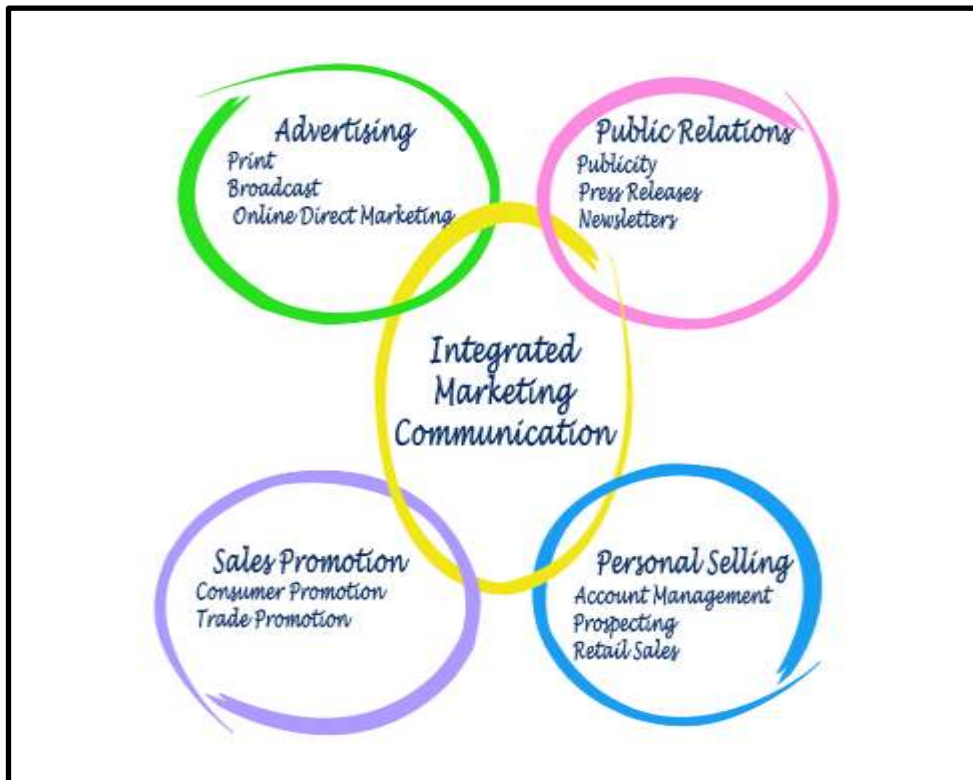 Advertising
Print
Broadcast
Online Direct Marketing
Public Relations
Publicity
Press Releases
Newsletters
Integrated
Marketing
Communication
Sales Promotion
Consumer Promotion
Trade Promotion
Personal Selling
Account Management
Prospecting
Retail Sales